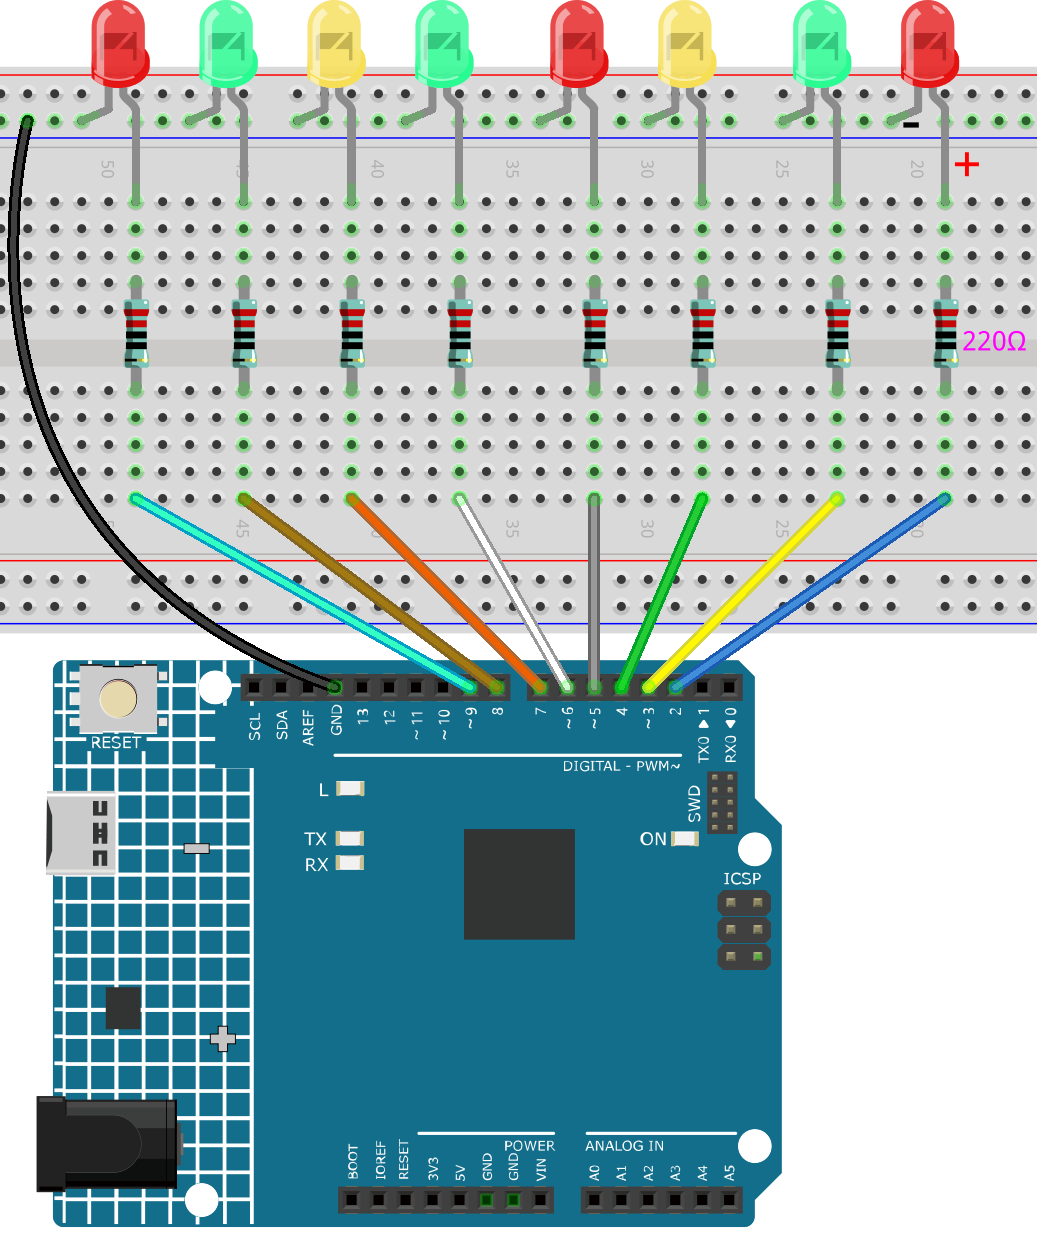 -
50 45 40 35 30 25 20
+
220Ω
45 35 30 25
RESET
SCL SDA AREF GND 13 12 ~11 ~10 ~9 8 7 ~6 ~5 4 ~3 2 TX0▶1 RX0◀0
DIGITAL - PWM~
L
TX
RX
ON
SWD
ICSP
POWER
ANALOG IN
BOOT IOREF RESET 3V3 5V GND GND VIN A0 A1 A2 A3 A4 A5